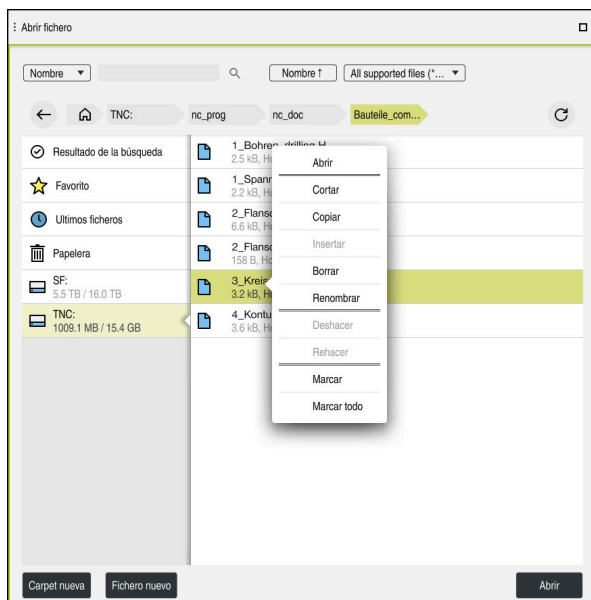 Abrir fichero
Nombre
Nombre
All supported files (*...
TNC:
nc_prog
nc_doc
Bauteile_com...
Resultado de la búsqueda
Favorito
Ultimos ficheros
Papelera
SF:
5.5 TB / 16.0 TB
TNC:
1009.1 MB / 15.4 GB
1_Bohren_drilling.H
2.5 kB,
1_Spann
2.2 kB,
2_Flansc
6.6 kB,
2_Flansc
158 B,
3_Kreis
3.2 kB,
4_Kontu
3.6 kB,
Abrir
Cortar
Copiar
Insertar
Borrar
Renombrar
Deshacer
Rehacer
Marcar
Marcar todo
Carpet nueva
Fichero nuevo
Abrir